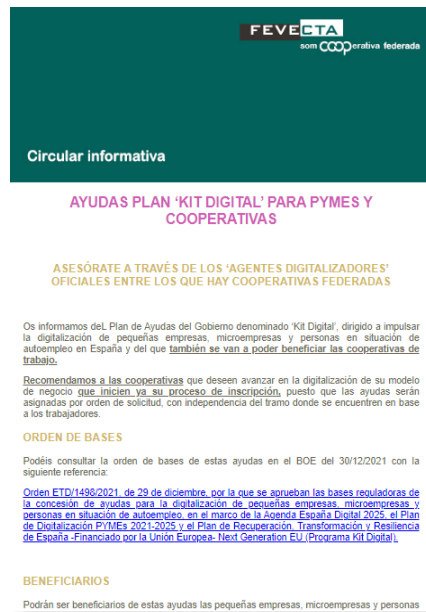 FEVECTA
som COOPerativa federada
Circular informativa
AYUDAS PLAN ‘KIT DIGITAL’ PARA PYMES Y
COOPERATIVAS
ASESÓRATE A TRAVÉS DE LOS ‘AGENTES DIGITALIZADORES’
OFICIALES ENTRE LOS QUE HAY COOPERATIVAS FEDERADAS
Os informamos deL Plan de Ayudas del Gobierno denominado ‘Kit Digital’, dirigido a impulsar
la digitalización de pequeñas empresas, microempresas y personas en situación de
autoempleo en España y del que también se van a poder beneficiar las cooperativas de
trabajo.
Recomendamos a las cooperativas que deseen avanzar en la digitalización de su modelo
de negocio que inicien ya su proceso de inscripción, puesto que las ayudas serán
asignadas por orden de solicitud, con independencia del tramo donde se encuentren en base
a los trabajadores.
ORDEN DE BASES
Podéis consultar la orden de bases de estas ayudas en el BOE del 30/12/2021 con la
siguiente referencia:
Orden ETD/1498/2021, de 29 de diciembre, por la que se aprueban las bases reguladoras de
la concesión de ayudas para la digitalización de pequeñas empresas, microempresas y
personas en situación de autoempleo, en el marco de la Agenda España Digital 2025, el Plan
de Digitalización PYMEs 2021-2025 y el Plan de Recuperación, Transformación y Resiliencia
de España -Financiado por la Unión Europea- Next Generation EU (Programa Kit Digital).
BENEFICIARIOS
Podrán ser beneficiarios de estas ayudas las pequeñas empresas, microempresas y personas